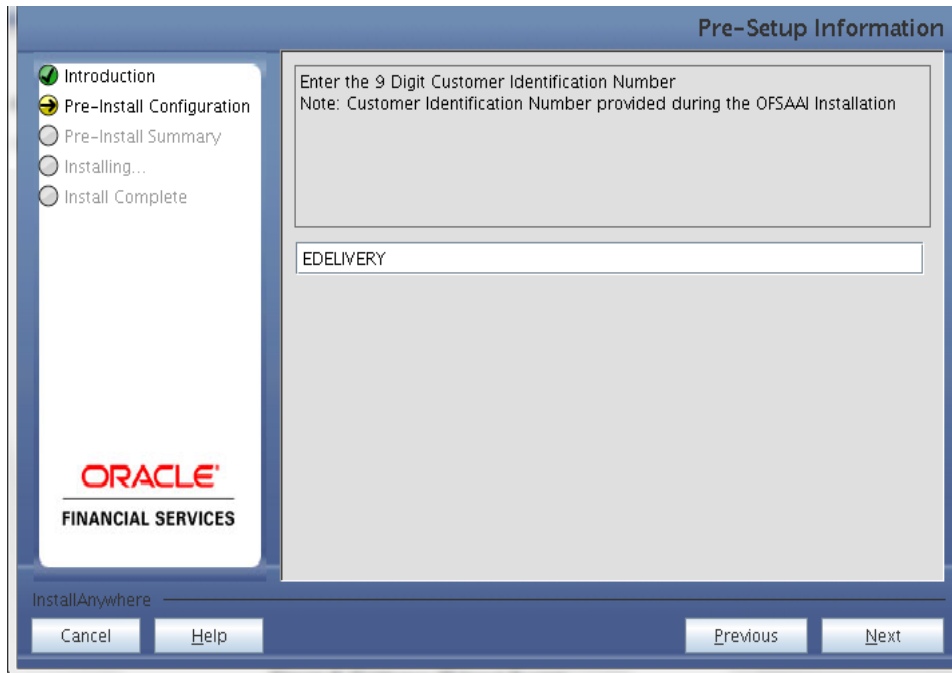 Pre-Setup Information
Introduction
Pre-Install Configuration
Pre-Install Summary
Installing...
Install Complete
ORACLE'
FINANCIAL SERVICES
Enter the 9 Digit Customer Identification Number
Note: Customer Identification Number provided during the OFSAAI Installation
EDELIVERY
InstallAnywhere
Cancel
Help
Previous
Next